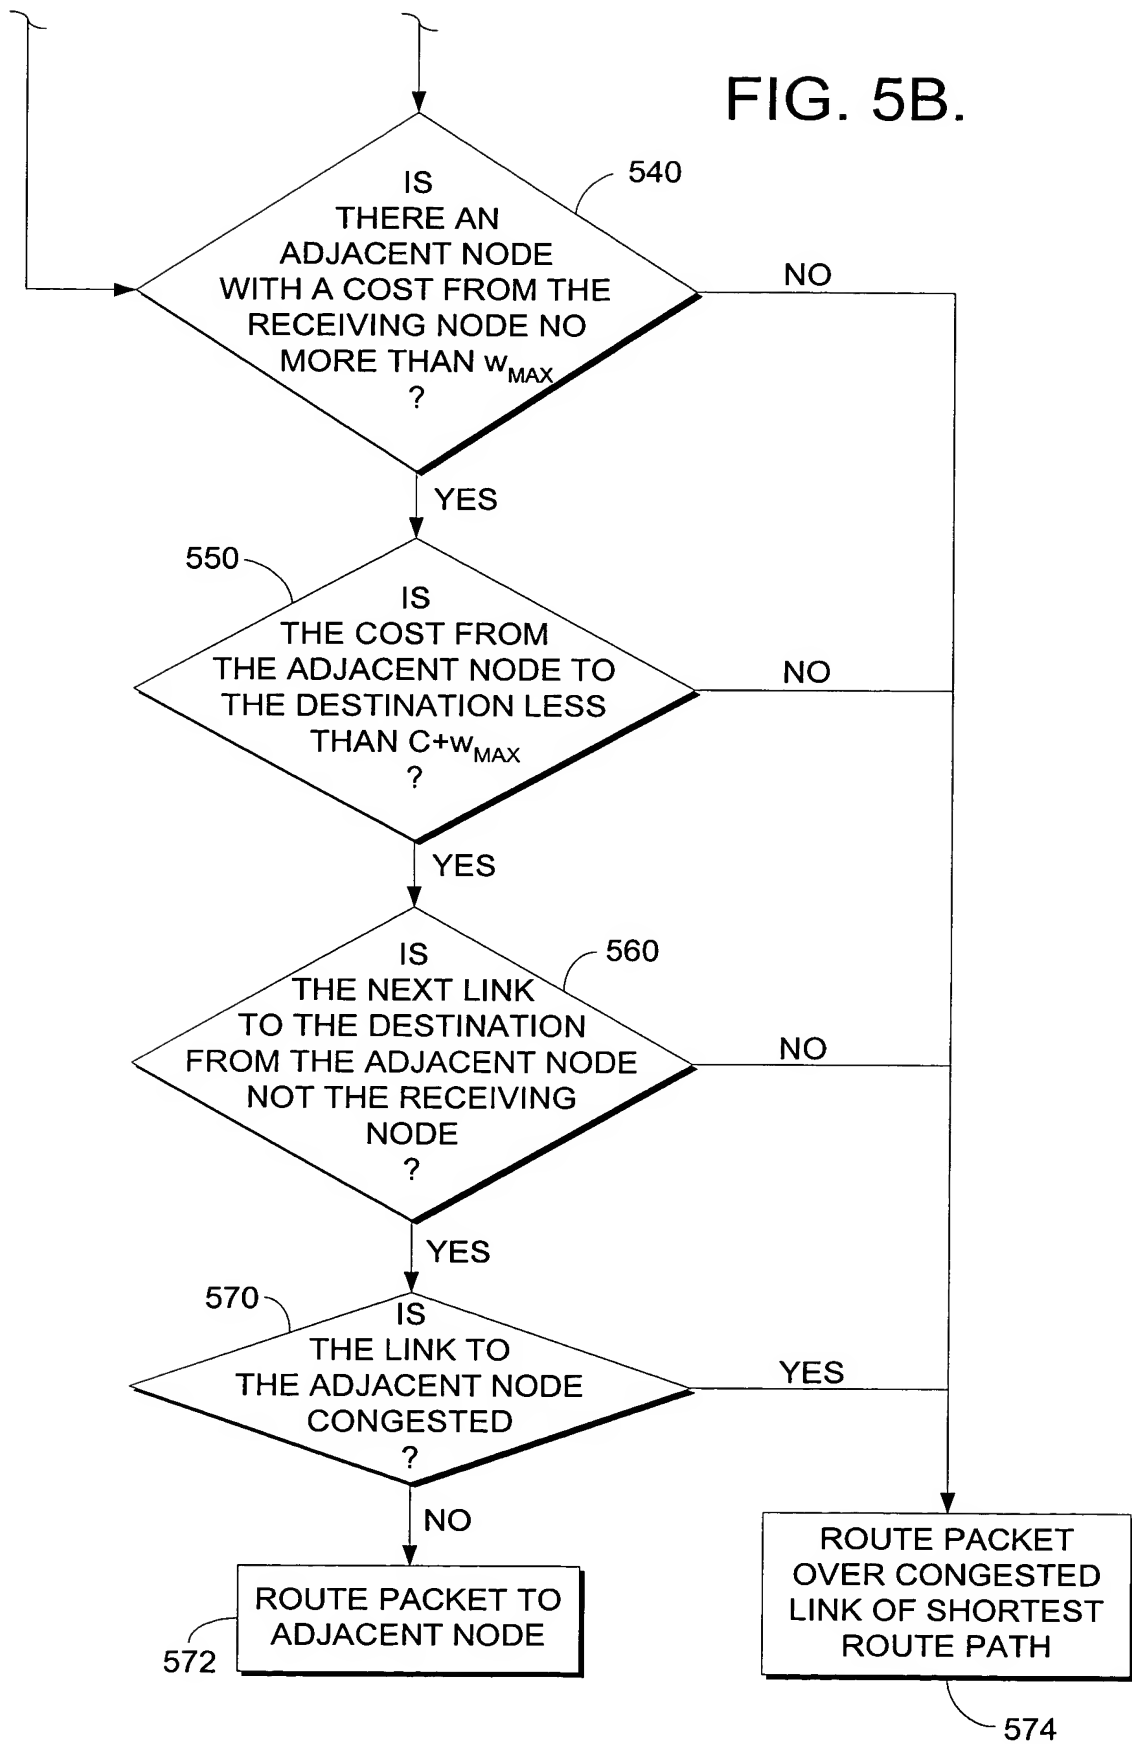 FIG. 5B.
540
IS
THERE AN
ADJACENT NODE
WITH A COST FROM THE
RECEIVING NODE NO
MORE THAN wMAX
?
NO
YES
550
IS
THE COST FROM
THE ADJACENT NODE TO
THE DESTINATION LESS
THAN C+wMAX
?
NO
YES
560
IS
THE NEXT LINK
TO THE DESTINATION
FROM THE ADJACENT NODE
NOT THE RECEIVING
NODE
?
NO
YES
570
IS
THE LINK TO
THE ADJACENT NODE
CONGESTED
?
YES
NO
ROUTE PACKET TO
ADJACENT NODE
572
ROUTE PACKET
OVER CONGESTED
LINK OF SHORTEST
ROUTE PATH
574